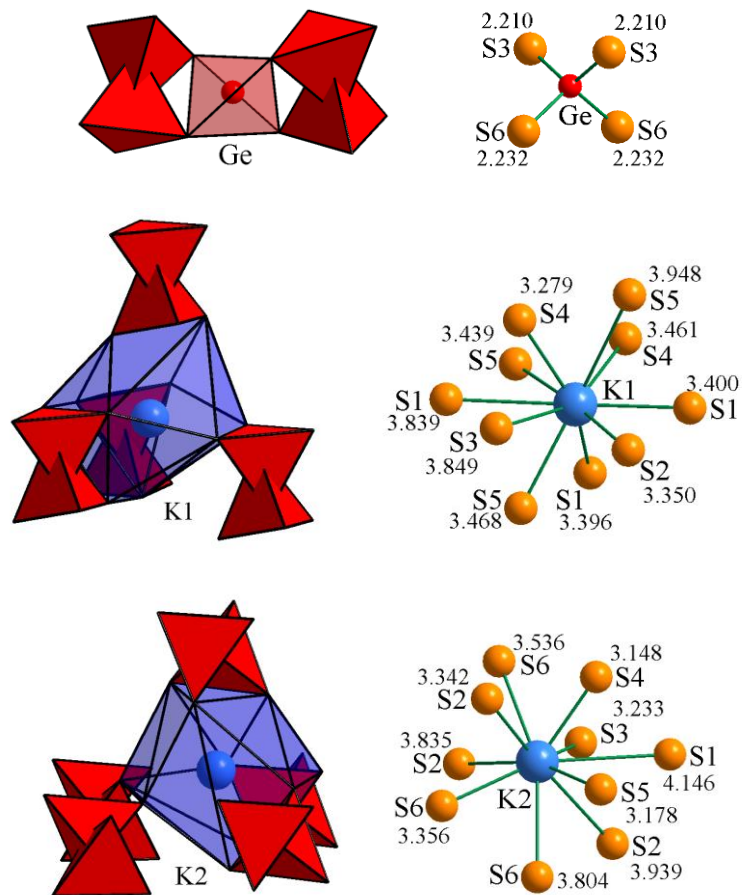 2.210 2.210
S3 S3
Ge Ge
S6 S6
2.232 2.232
3.948
3.279 S5
S4 3.461
3.439 S4
S5
K1 3.400
S1 S1
3.839
S3 S2
3.849 3.350
S5 S1
3.468 3.396
K1
3.536
S6 3.148
3.342 S4
S2 3.233
3.835 S3
S2 S1
4.146
S6 K2 S5
3.356 3.178
S2
K2 S6 3.804 3.939